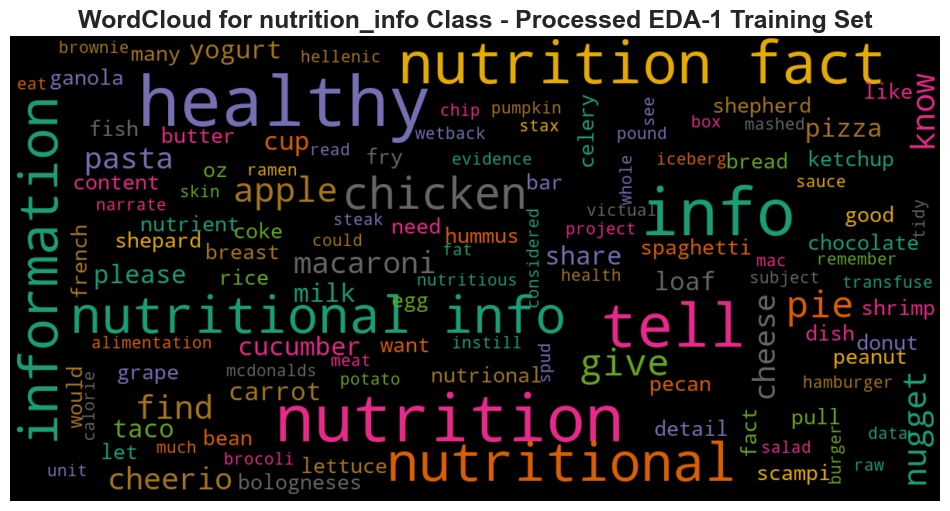 WordCloud for nutrition_info Class - Processed EDA-1 Training Set
brownie many yogurt hellenic nutrition fact
eat ganola healthy chip pumpkin celery see shepherd like know
fish butter cup read wetback stax pound box mashed pizza
pasta oz ramen fry evidence iceberg bread ketchup
content skin apple chicken bar whole info sauce
narrate nutrient steak need victual good tidy
information shepard coke could hummus considered project spaghetti chocolate
french breast macaroni fat share mac remember
please rice milk nutritious health loaf subject transfuse
nutritional info egg tell cheese pie shrimp
alimentation cucumber want instill dish donut
grape mcdonalds meat potato nutrional spud give peanut
would calorie carrot pecan hamburger
find nutrition detail fact pull nugget
taco bean
let much brocoli lettuce nutritional salad burger data
unit cheerio bologneses scampi raw